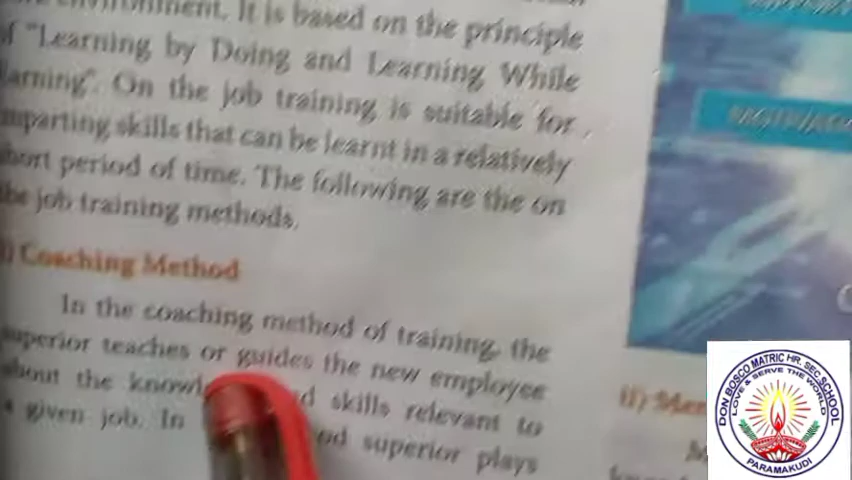 environment. It is based on the principle
of "Learning by Doing and Learning While
Learning". On the job training is suitable for
imparting skills that can be learnt in a relatively
short period of time. The following are the on
the job training methods.
i) Coaching Method
In the coaching method of training, the
superior teaches or guides the new employee
about the and skills relevant to
a given job. In superior plays
ii)
DON BOSCO MATRIC HR. SEC SCHOOL
LOVE & SERVE THE WORLD
PARAMAKUDI